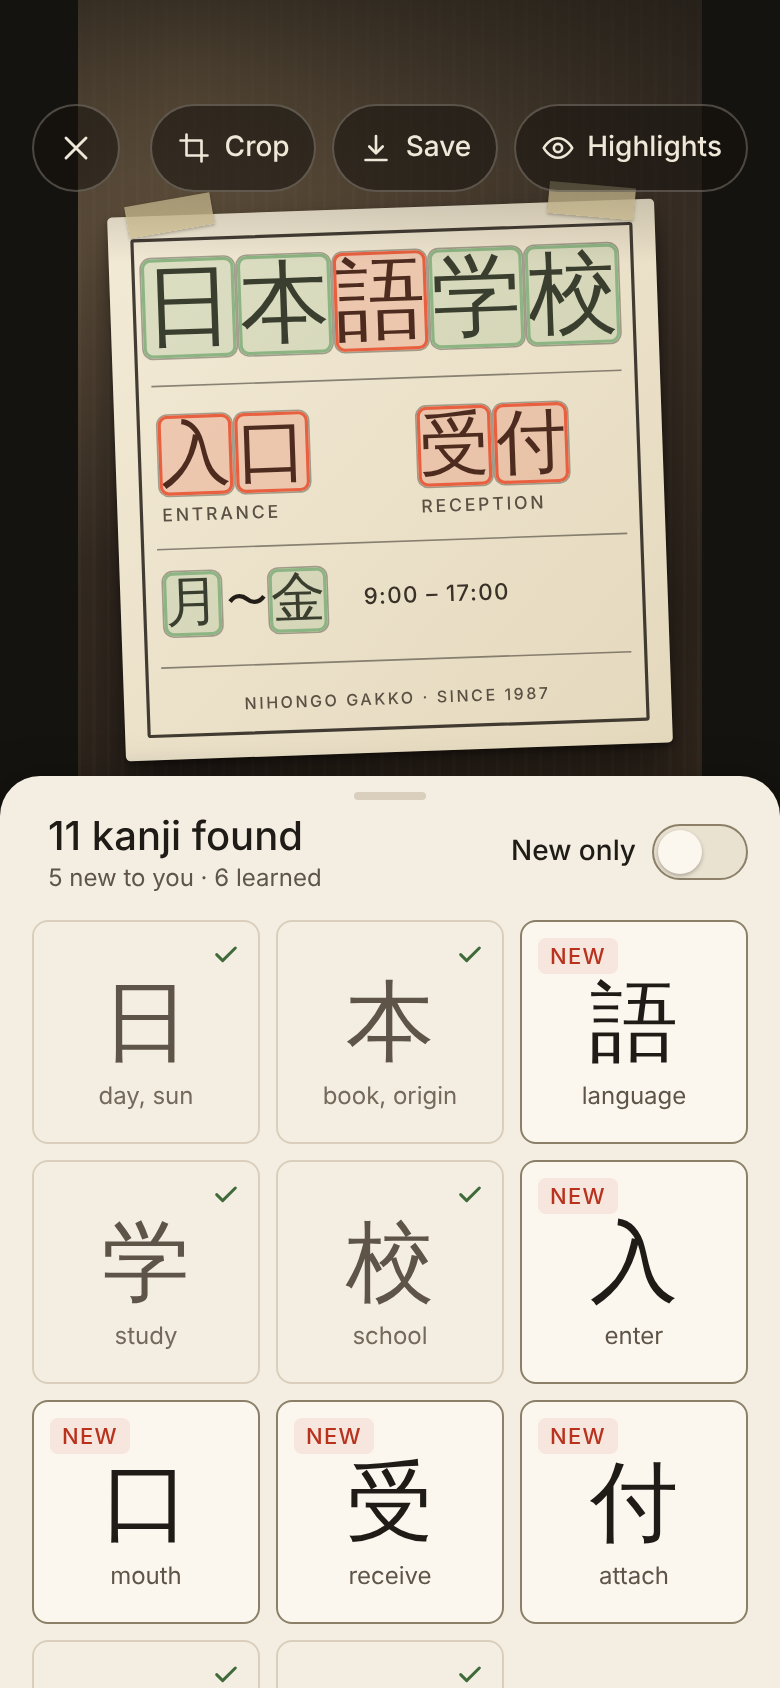 Crop
Save
Highlights
日本語学校
入口
受付
ENTRANCE
RECEPTION
月〜金 9:00 – 17:00
NIHONGO GAKKO · SINCE 1987
11 kanji found
5 new to you · 6 learned
New only
日
day, sun
本
book, origin
NEW
語
language
学
study
校
school
NEW
入
enter
NEW
口
mouth
NEW
受
receive
NEW
付
attach